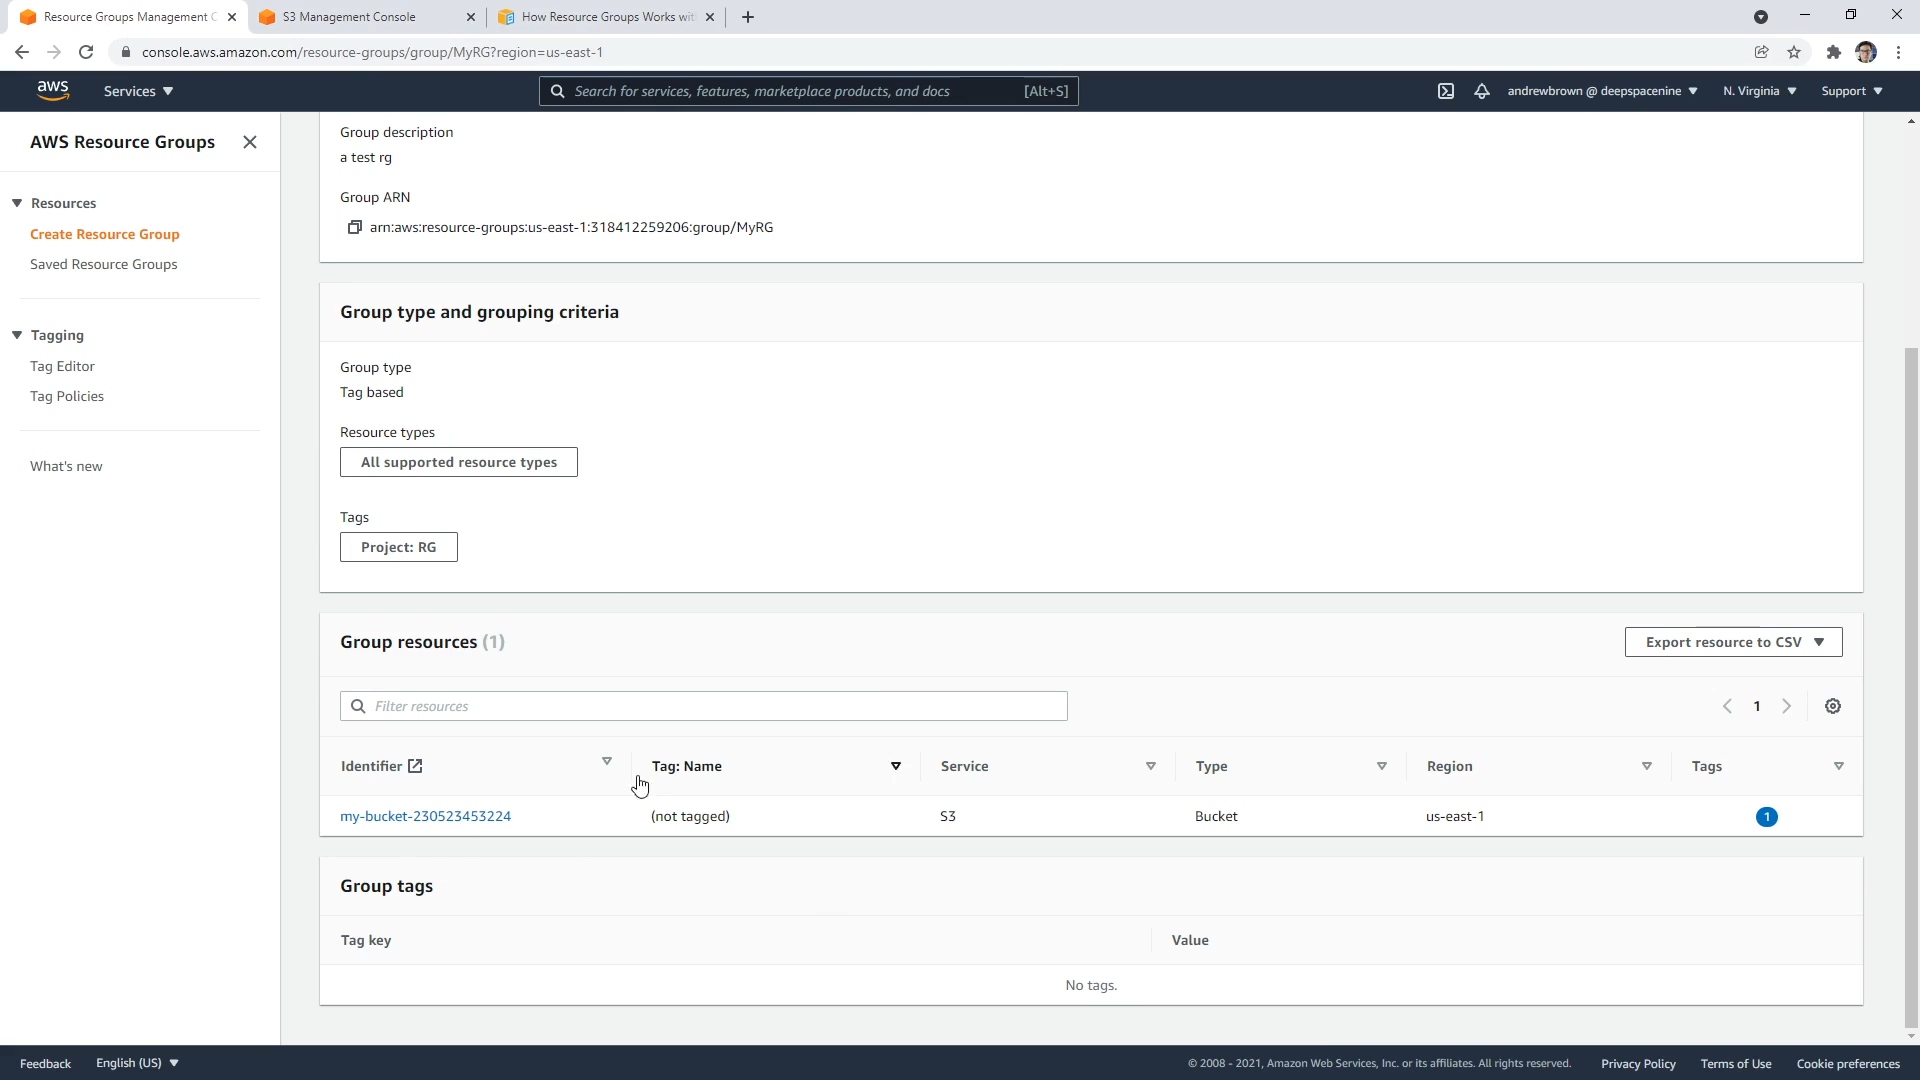 Resource Groups Management C
S3 Management Console
How Resource Groups Works wit
console.aws.amazon.com/resource-groups/group/MyRG?region=us-east-1
aws
Services
Search for services, features, marketplace products, and docs [Alt+S]
andrewbrown @ deepspacenine
N. Virginia
Support
AWS Resource Groups
Resources
Create Resource Group
Saved Resource Groups
Tagging
Tag Editor
Tag Policies
What's new
Group description
a test rg
Group ARN
arn:aws:resource-groups:us-east-1:318412259206:group/MyRG
Group type and grouping criteria
Group type
Tag based
Resource types
All supported resource types
Tags
Project: RG
Group resources (1)
Export resource to CSV
Filter resources
1
Identifier Tag: Name Service Type Region Tags
my-bucket-230523453224 (not tagged) S3 Bucket us-east-1 1
Group tags
Tag key Value
No tags.
Feedback
English (US)
© 2008 - 2021, Amazon Web Services, Inc. or its affiliates. All rights reserved.
Privacy Policy
Terms of Use
Cookie preferences